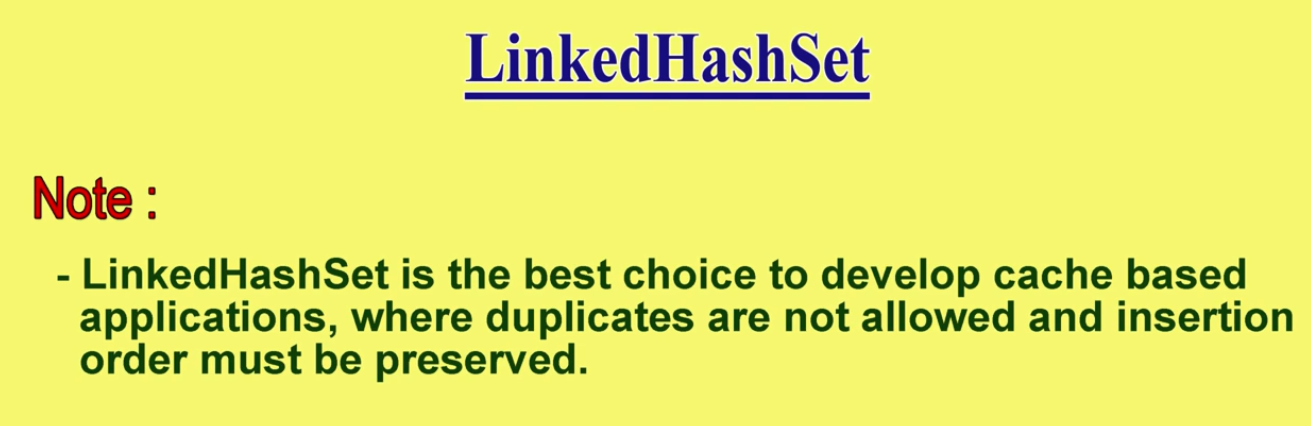 LinkedHashSet
Note :
- LinkedHashSet is the best choice to develop cache based
applications, where duplicates are not allowed and insertion
order must be preserved.